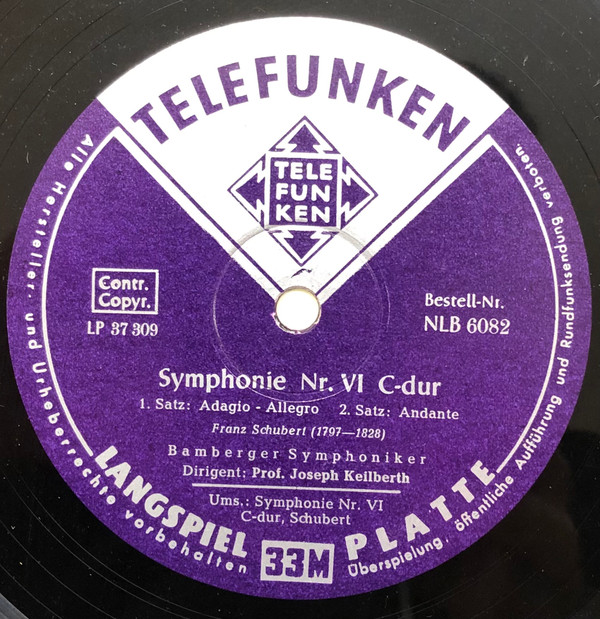 TELEFUNKEN
TELE
FUN
KEN
Contr.
Copyr.
LP 37 309
Bestell-Nr.
NLB 6082
Symphonie Nr. VI C-dur
1. Satz: Adagio - Allegro 2. Satz: Andante
Franz Schubert (1797—1828)
Bamberger Symphoniker
Dirigent: Prof. Joseph Keilberth
Ums.: Symphonie Nr. VI
C-dur, Schubert
LANGSPIEL 33M PLATTE
Alle Hersteller- und Urheberrechte vorbehalten
Überspielung, öffentliche Aufführung und Rundfunksendung verboten.